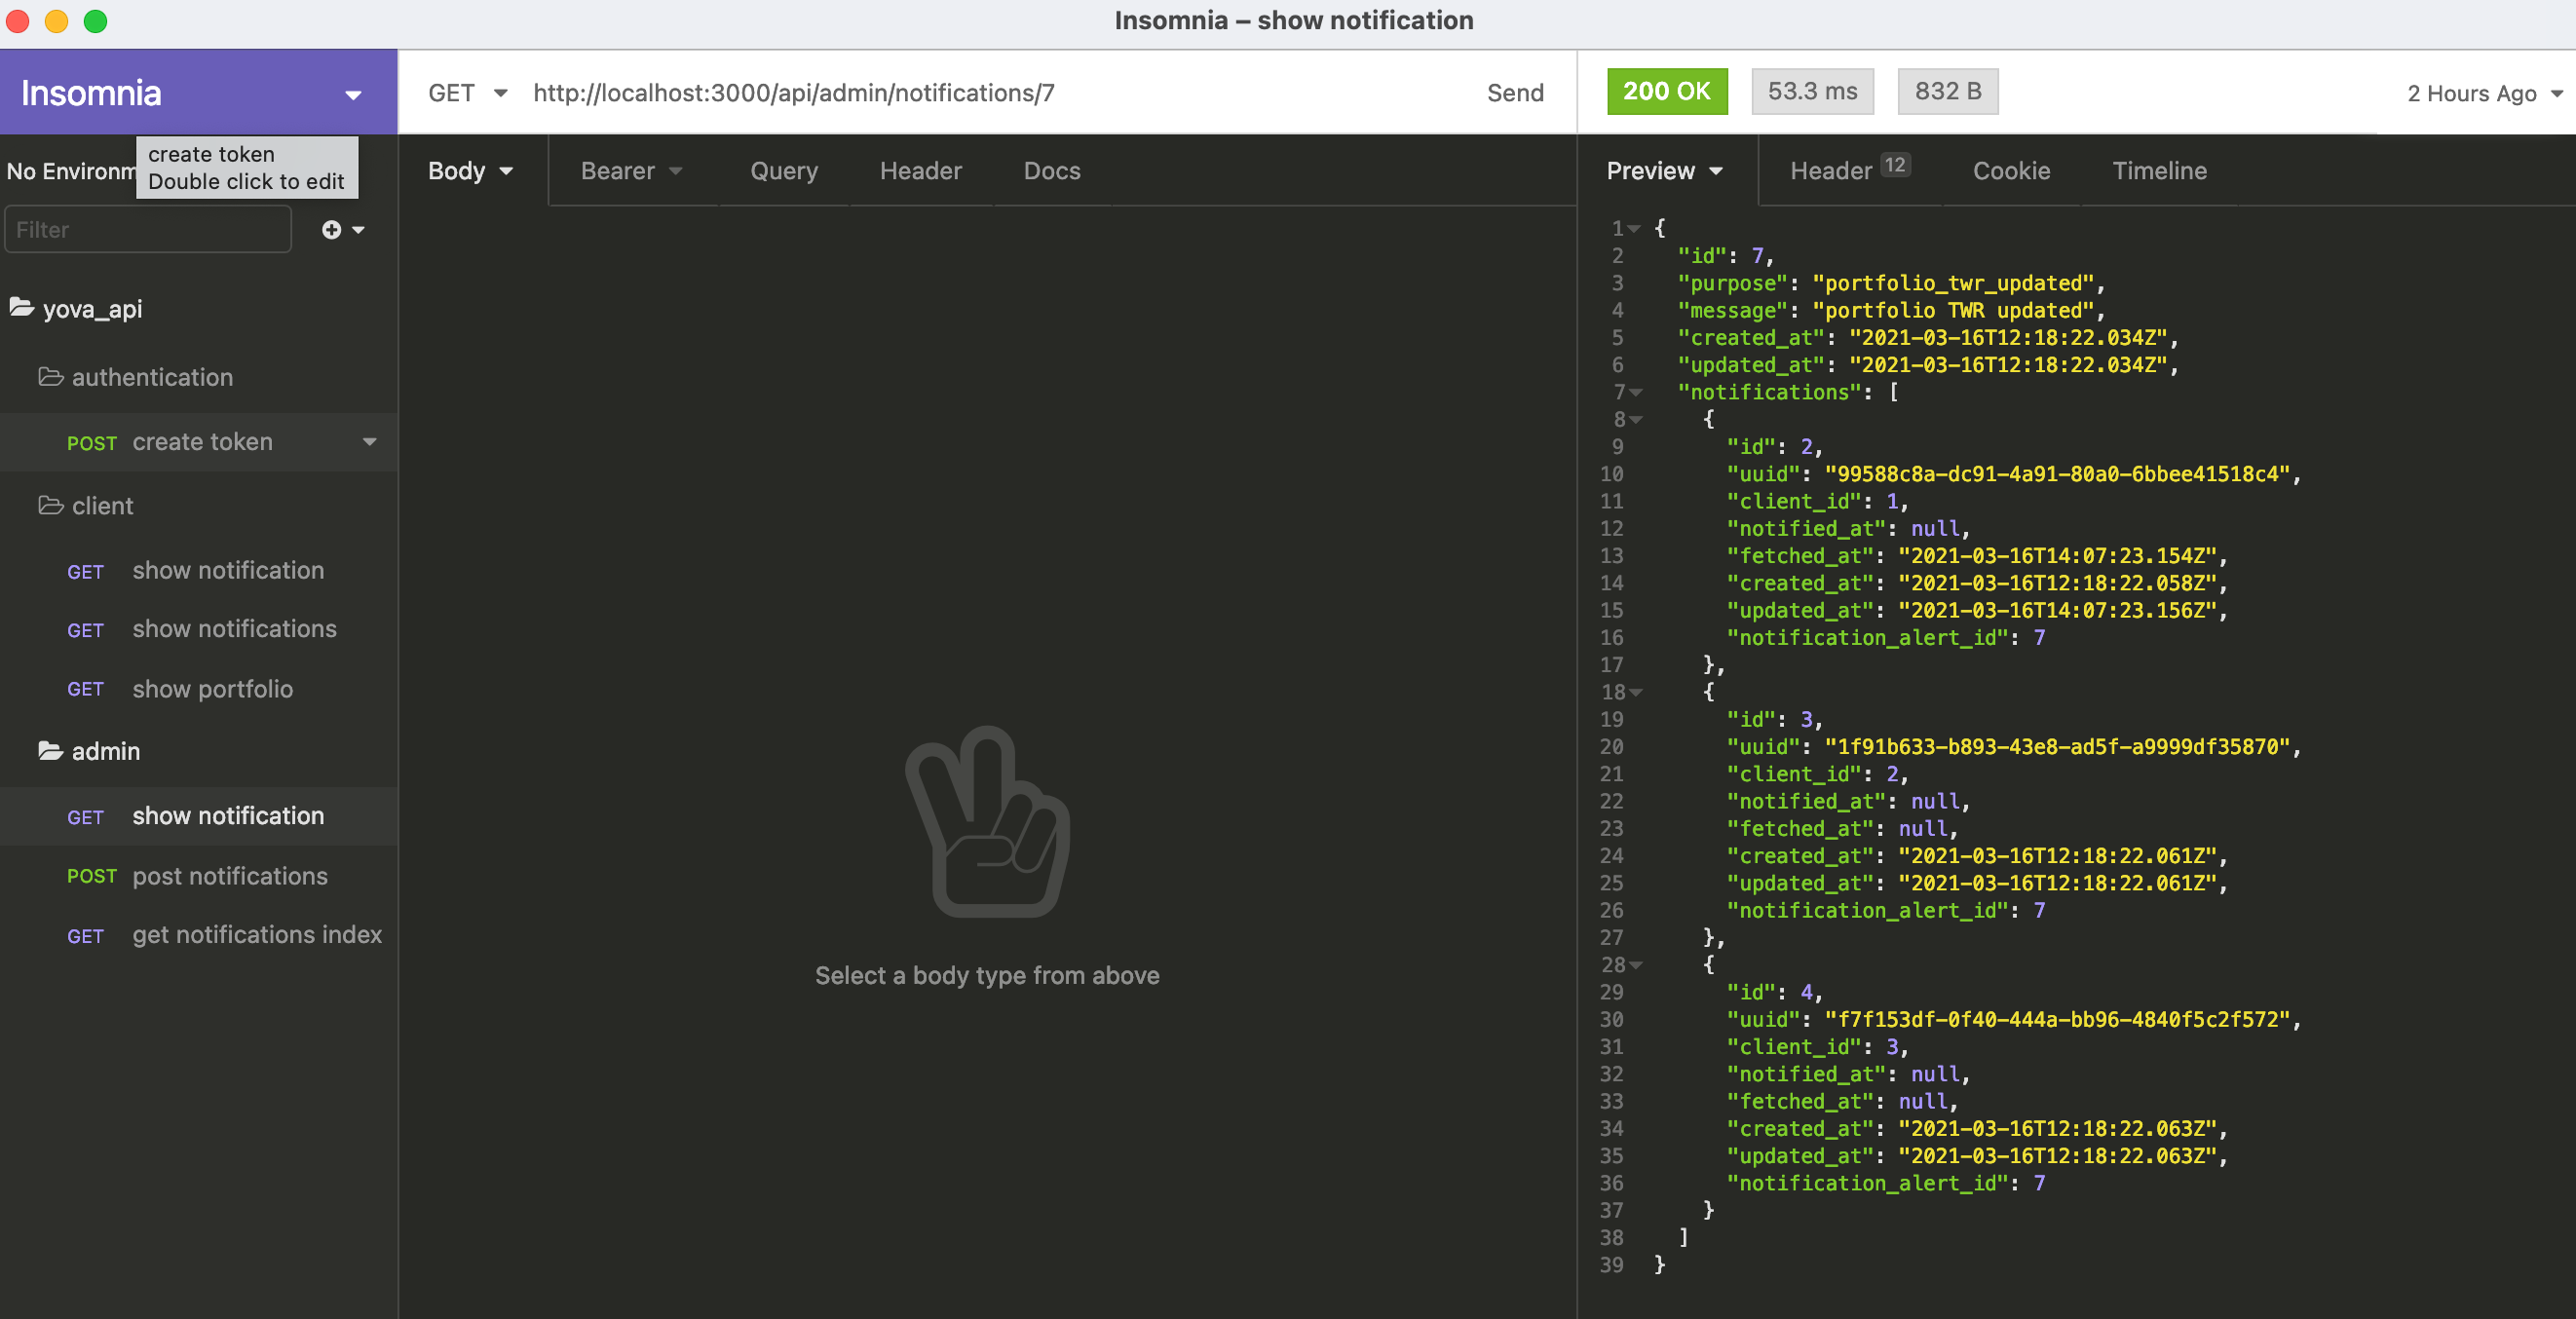 Insomnia – show notification
Insomnia
GET http://localhost:3000/api/admin/notifications/7 Send
200 OK 53.3 ms 832 B 2 Hours Ago
No Environm
create token
Double click to edit
Filter
yova_api
authentication
POST create token
client
GET show notification
GET show notifications
GET show portfolio
admin
GET show notification
POST post notifications
GET get notifications index
Body Bearer Query Header Docs
Select a body type from above
Preview Header 12 Cookie Timeline
1 {
2 "id": 7,
3 "purpose": "portfolio_twr_updated",
4 "message": "portfolio TWR updated",
5 "created_at": "2021-03-16T12:18:22.034Z",
6 "updated_at": "2021-03-16T12:18:22.034Z",
7 "notifications": [
8 {
9 "id": 2,
10 "uuid": "99588c8a-dc91-4a91-80a0-6bbee41518c4",
11 "client_id": 1,
12 "notified_at": null,
13 "fetched_at": "2021-03-16T14:07:23.154Z",
14 "created_at": "2021-03-16T12:18:22.058Z",
15 "updated_at": "2021-03-16T14:07:23.156Z",
16 "notification_alert_id": 7
17 },
18 {
19 "id": 3,
20 "uuid": "1f91b633-b893-43e8-ad5f-a9999df35870",
21 "client_id": 2,
22 "notified_at": null,
23 "fetched_at": null,
24 "created_at": "2021-03-16T12:18:22.061Z",
25 "updated_at": "2021-03-16T12:18:22.061Z",
26 "notification_alert_id": 7
27 },
28 {
29 "id": 4,
30 "uuid": "f7f153df-0f40-444a-bb96-4840f5c2f572",
31 "client_id": 3,
32 "notified_at": null,
33 "fetched_at": null,
34 "created_at": "2021-03-16T12:18:22.063Z",
35 "updated_at": "2021-03-16T12:18:22.063Z",
36 "notification_alert_id": 7
37 }
38 ]
39 }